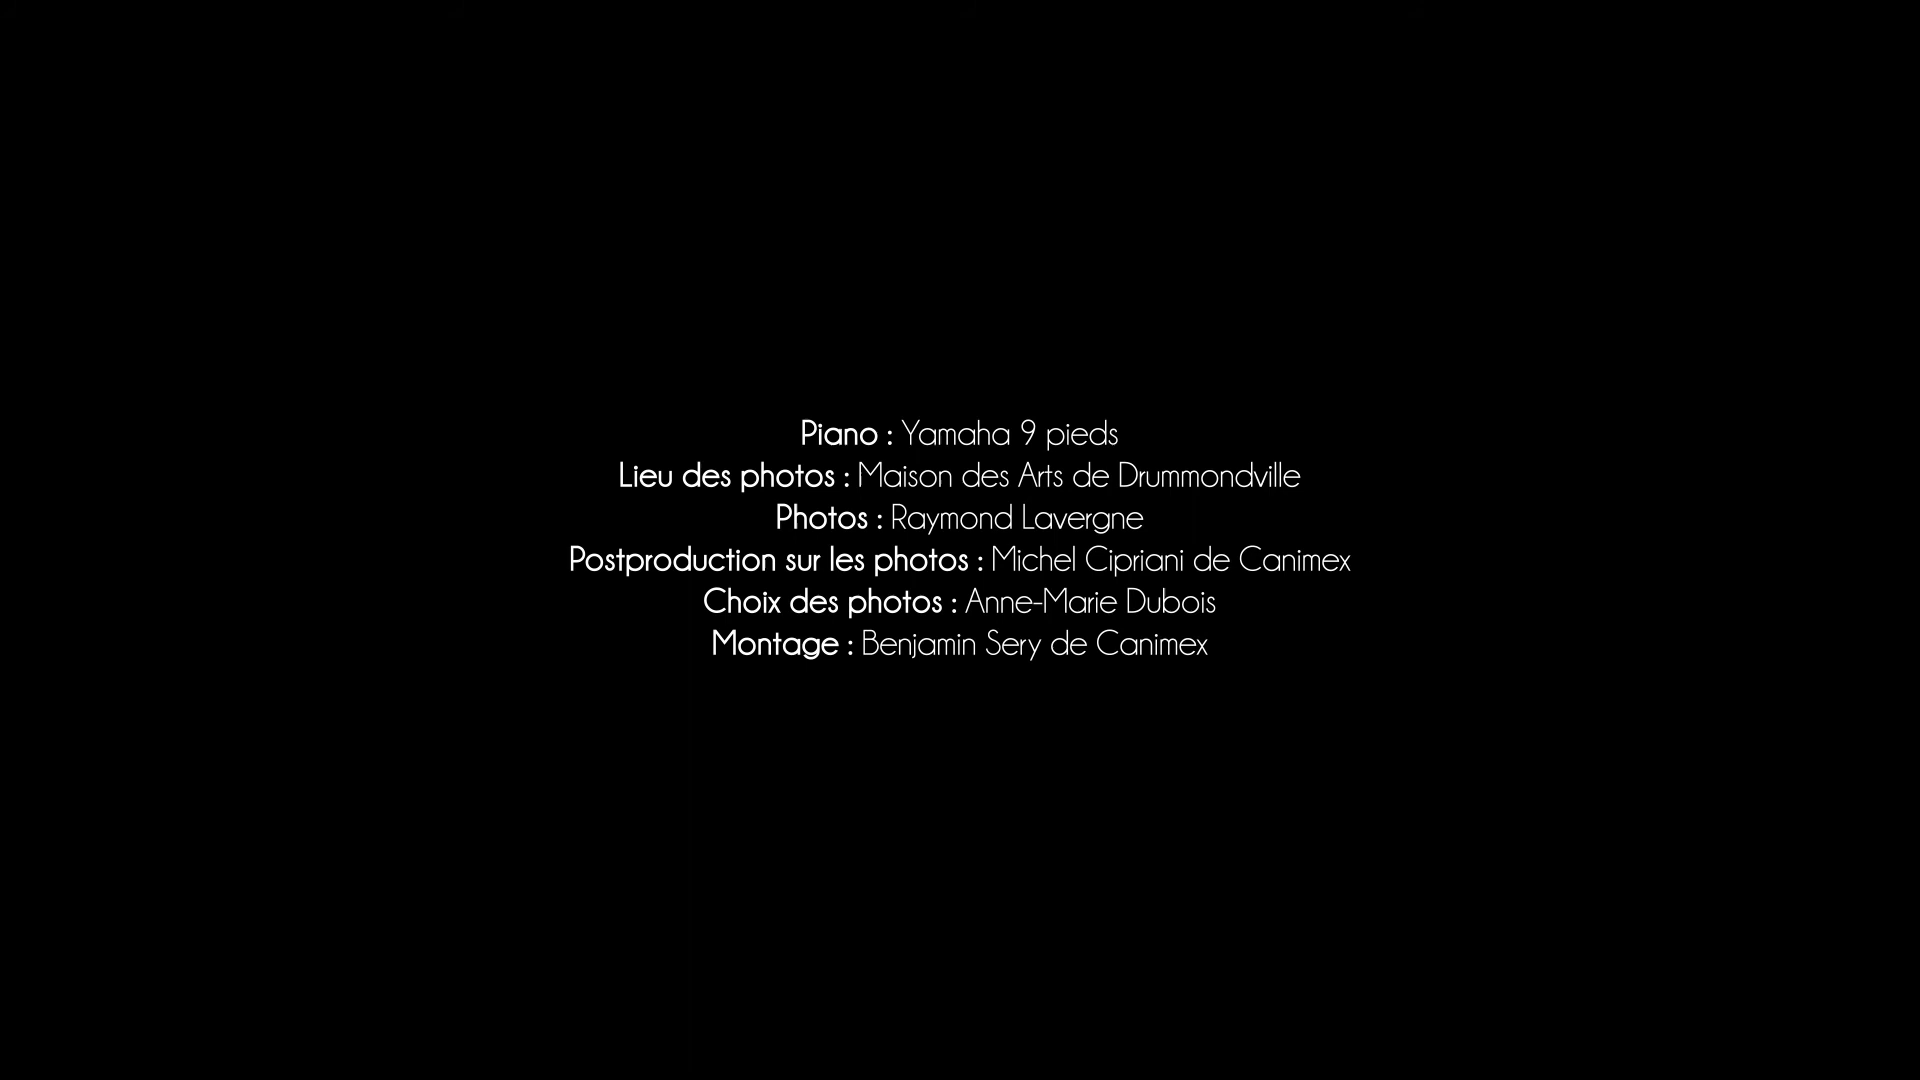 Piano : Yamaha 9 pieds
Lieu des photos : Maison des Arts de Drummondville
Photos : Raymond Lavergne
Postproduction sur les photos : Michel Cipriani de Canimex
Choix des photos : Anne-Marie Dubois
Montage : Benjamin Sery de Canimex